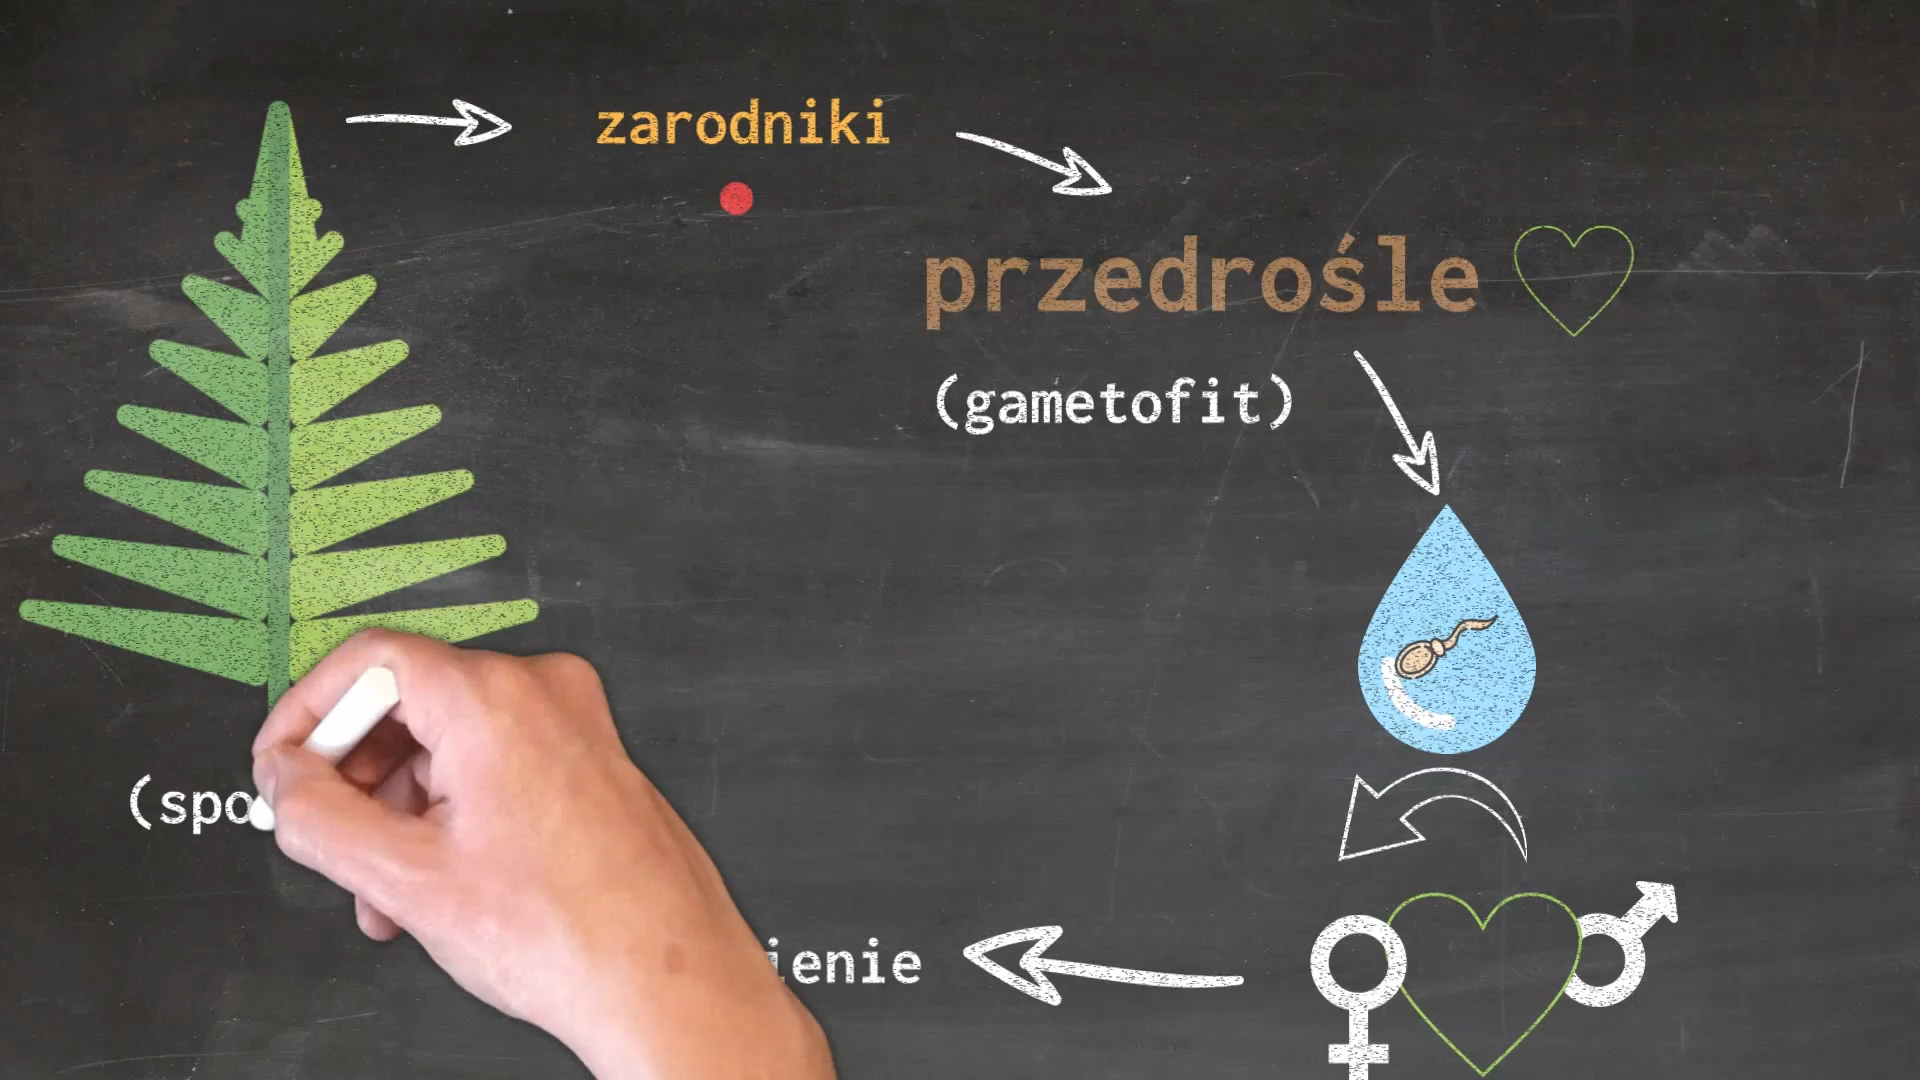 zarodniki
przedrośle
(gametofit)
(spo
ienie